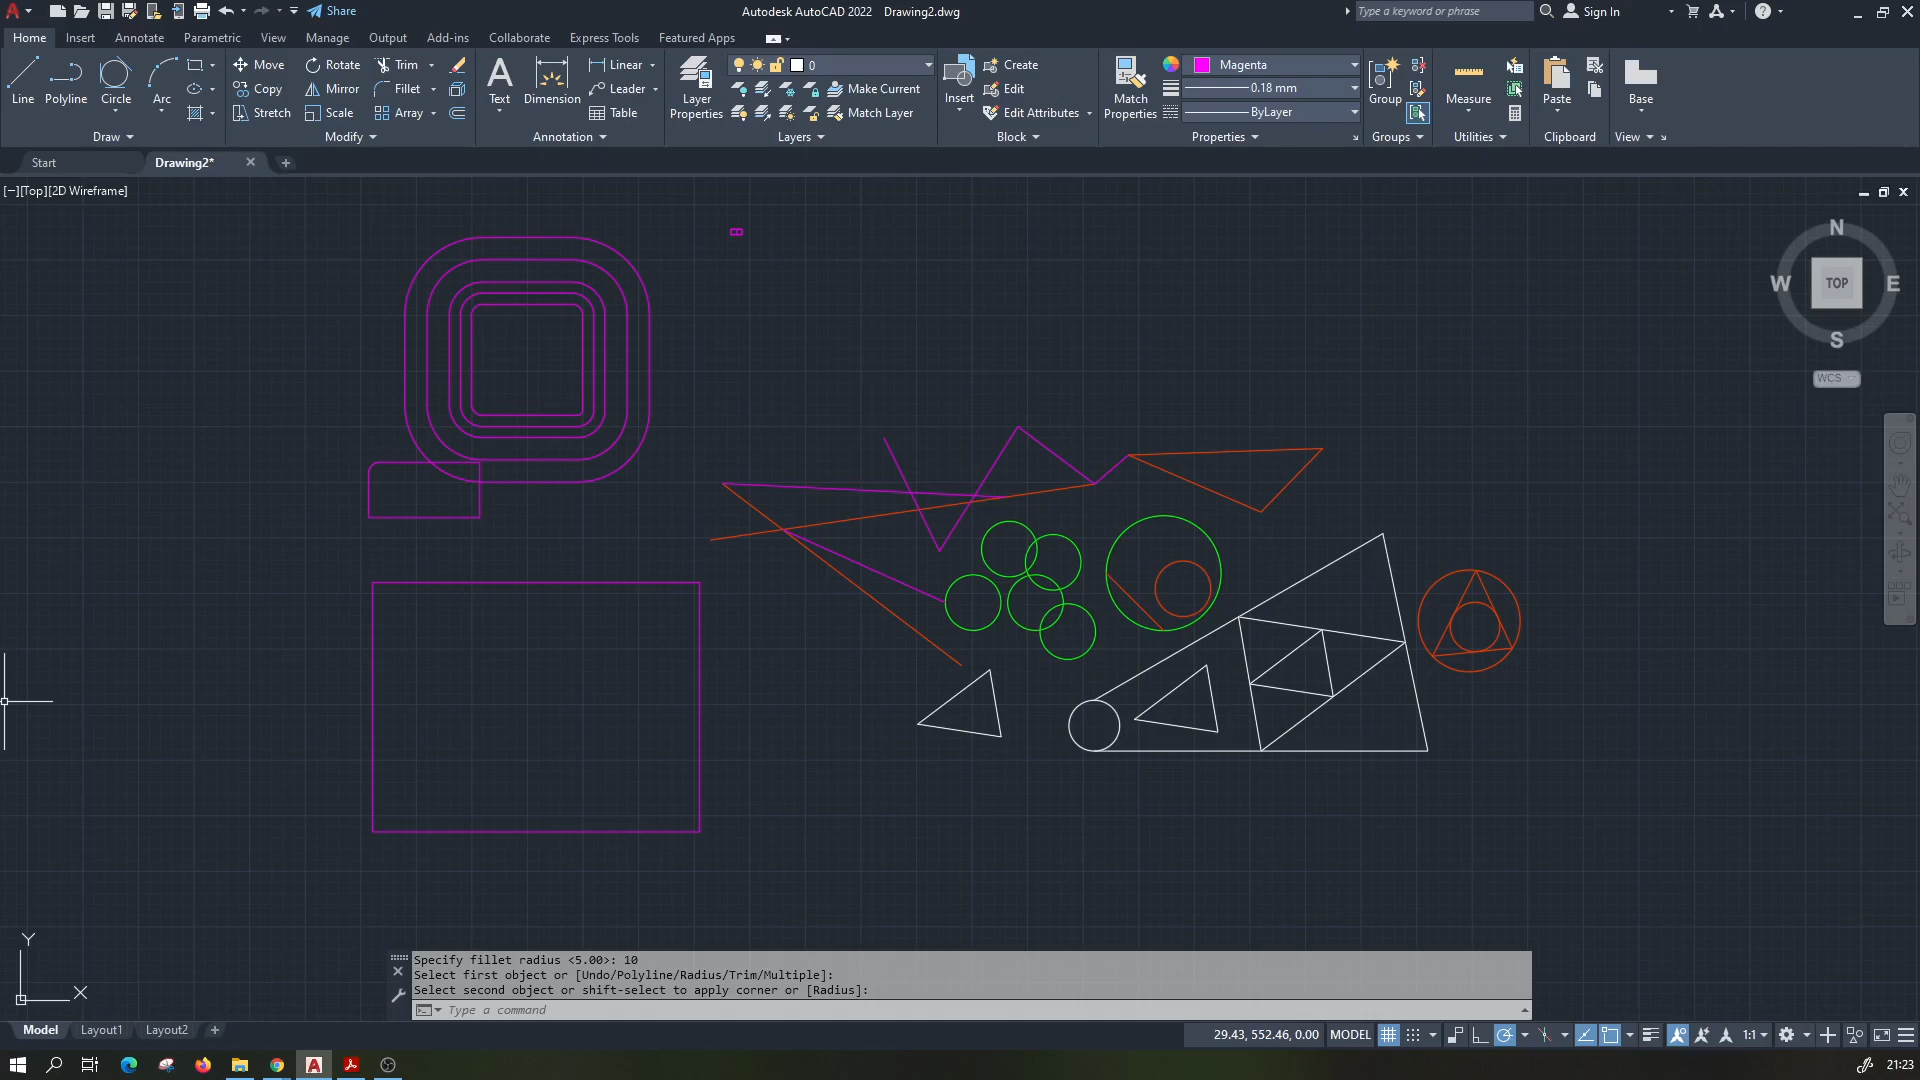 Share
Autodesk AutoCAD 2022 Drawing2.dwg
Type a keyword or phrase
Sign In
Home Insert Annotate Parametric View Manage Output Add-ins Collaborate Express Tools Featured Apps
Line Polyline Circle Arc
Move Rotate Trim
Copy Mirror Fillet
Stretch Scale Array
Text Dimension
Linear
Leader
Table
Layer Properties
0
Make Current
Match Layer
Insert
Create
Edit
Edit Attributes
Match Properties
Magenta
0.18 mm
ByLayer
Group
Measure
Paste
Base
Draw Modify Annotation Layers Block Properties Groups Utilities Clipboard View
Start Drawing2*
[−][Top][2D Wireframe]
N
W TOP E
S
WCS
Y
X
Specify fillet radius <5.00>: 10
Select first object or [Undo/Polyline/Radius/Trim/Multiple]:
Select second object or shift-select to apply corner or [Radius]:
Type a command
Model Layout1 Layout2
29.43, 552.46, 0.00 MODEL
1:1
21:23